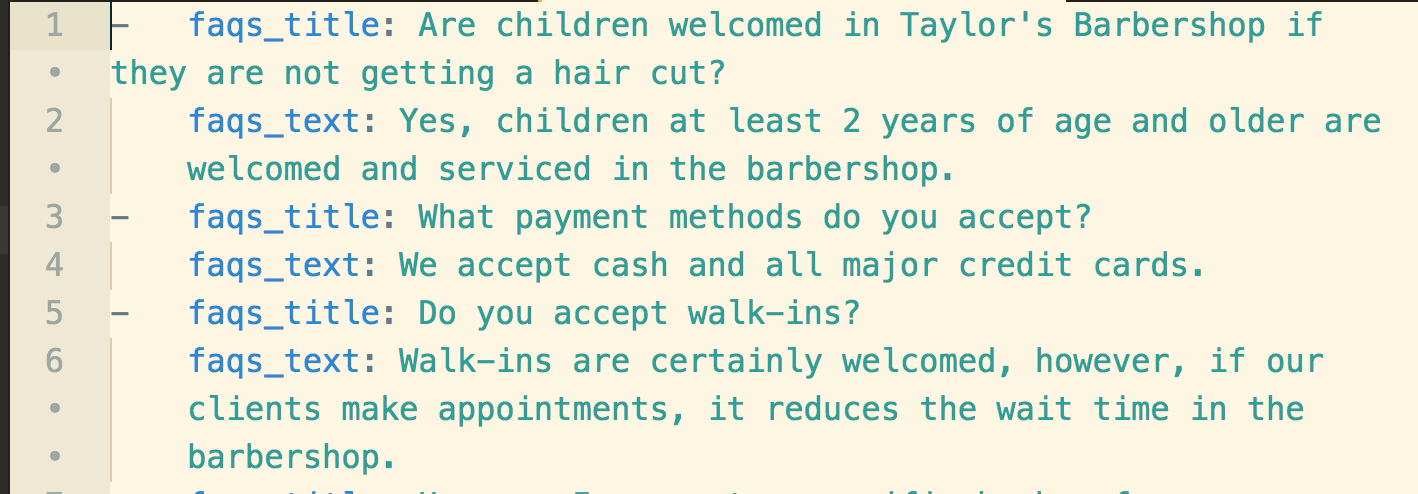 1 - faqs_title: Are children welcomed in Taylor's Barbershop if
• they are not getting a hair cut?
2 faqs_text: Yes, children at least 2 years of age and older are
• welcomed and serviced in the barbershop.
3 - faqs_title: What payment methods do you accept?
4 faqs_text: We accept cash and all major credit cards.
5 - faqs_title: Do you accept walk-ins?
6 faqs_text: Walk-ins are certainly welcomed, however, if our
• clients make appointments, it reduces the wait time in the
• barbershop.